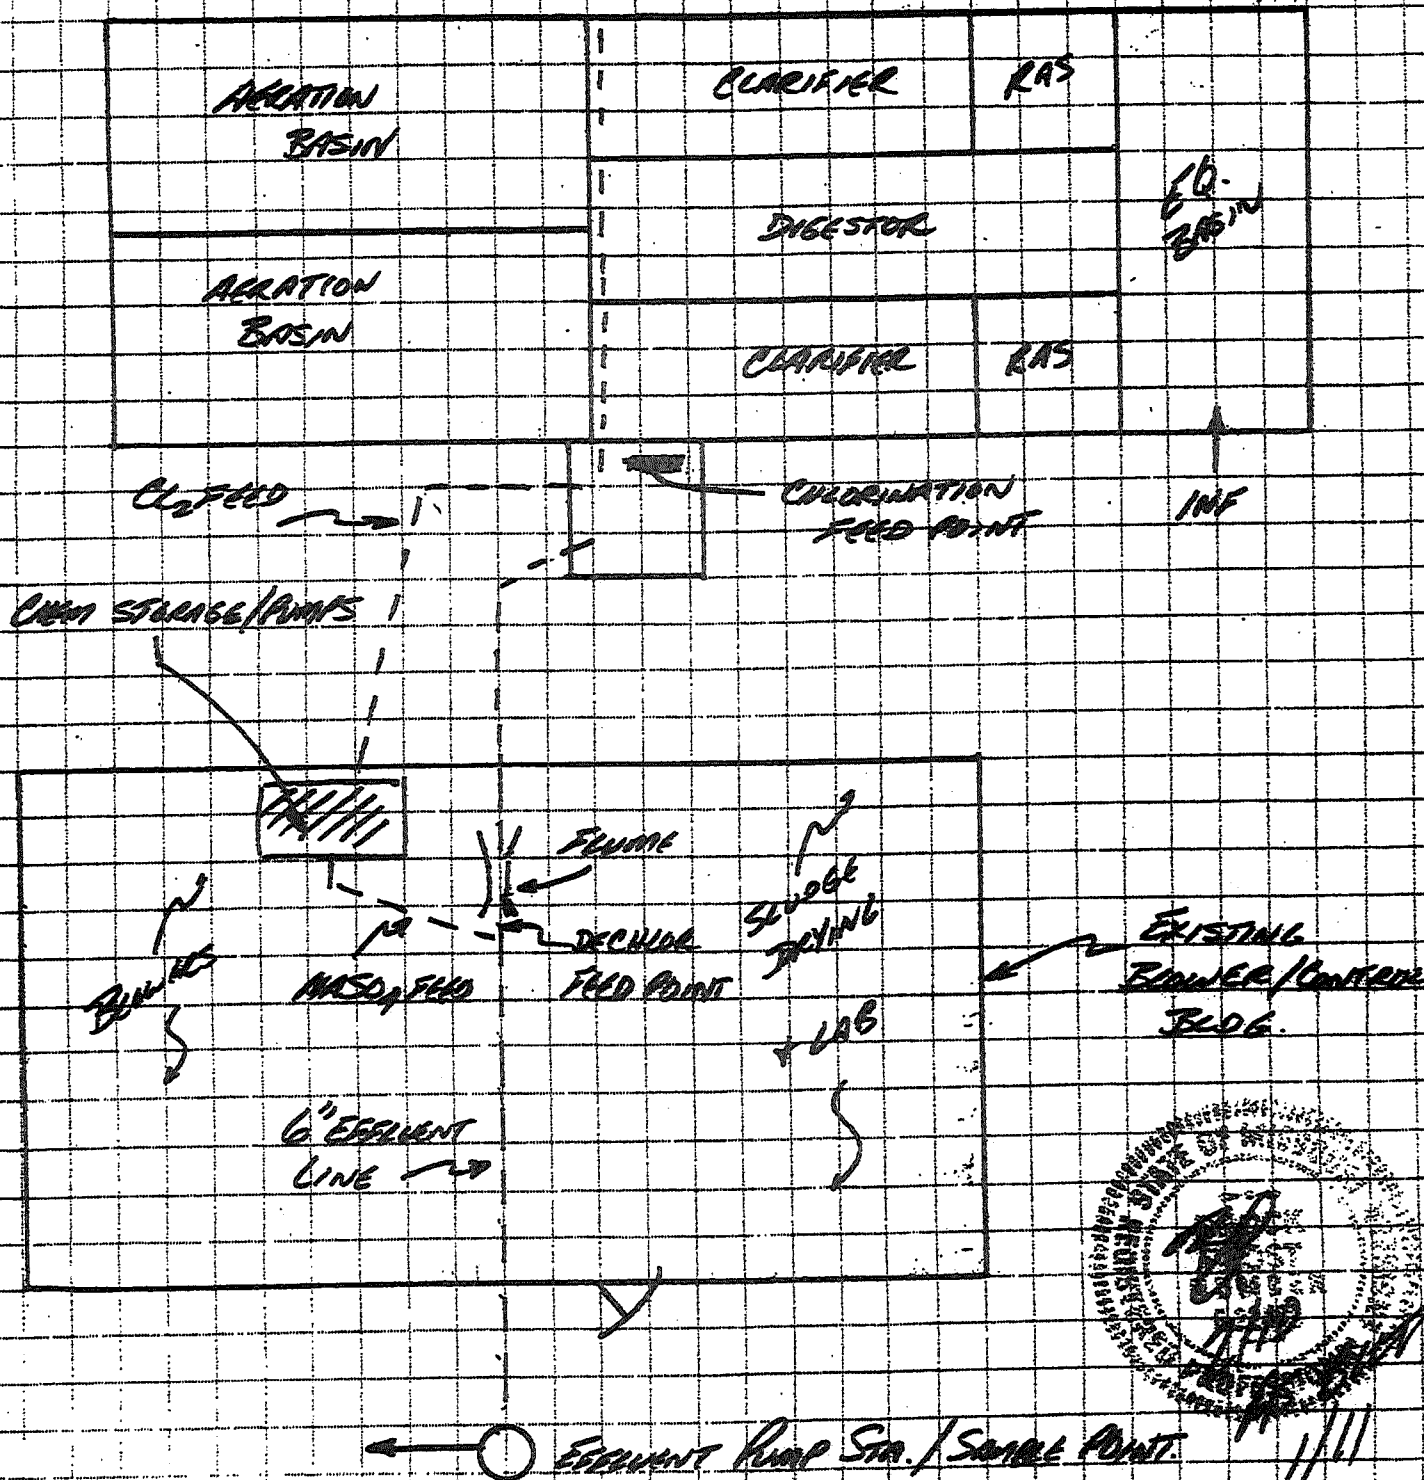 AERATION
BASIN
CLARIFIER
RAS
EQ.
BASIN
DIGESTOR
AERATION
BASIN
CLARIFIER
RAS
CL2 FEED
CHLORINATION
FEED POINT
INF
CHEM STORAGE/PUMPS
FLUME
SLUDGE
DRYING
+ LAB
BLOWERS
DECHLOR
FEED POINT
FEED
EXISTING
BLOWER/CONTROL
BLDG.
6" EFFLUENT
LINE
STATE OF
EFFLUENT PUMP STA./SAMPLE POINT.